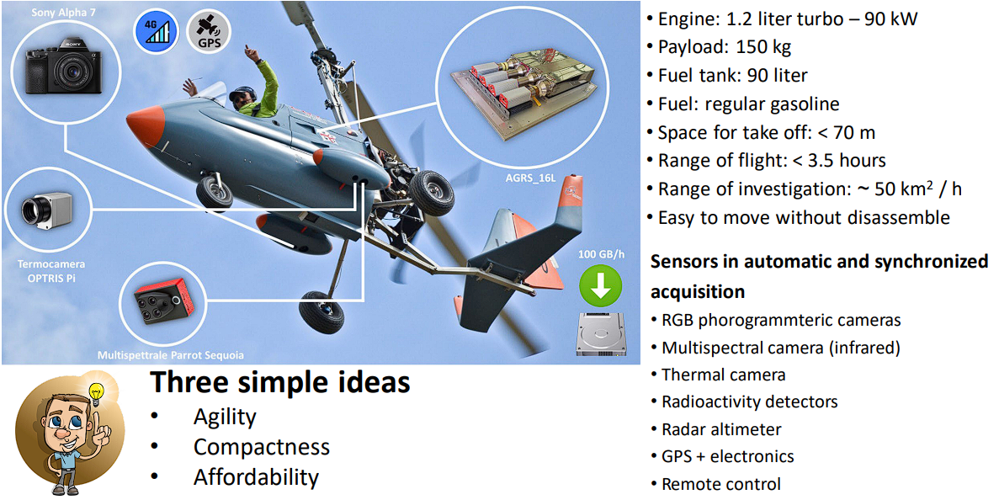 Sony Alpha 7
4G
GPS
SONY
α
AGRS_16L
Termocamera
OPTRIS Pi
100 GB/h
Multispettrale Parrot Sequoia
Three simple ideas
• Agility
• Compactness
• Affordability
• Engine: 1.2 liter turbo – 90 kW
• Payload: 150 kg
• Fuel tank: 90 liter
• Fuel: regular gasoline
• Space for take off: < 70 m
• Range of flight: < 3.5 hours
• Range of investigation: ~ 50 km² / h
• Easy to move without disassemble
Sensors in automatic and synchronized
acquisition
• RGB phorogrammteric cameras
• Multispectral camera (infrared)
• Thermal camera
• Radioactivity detectors
• Radar altimeter
• GPS + electronics
• Remote control